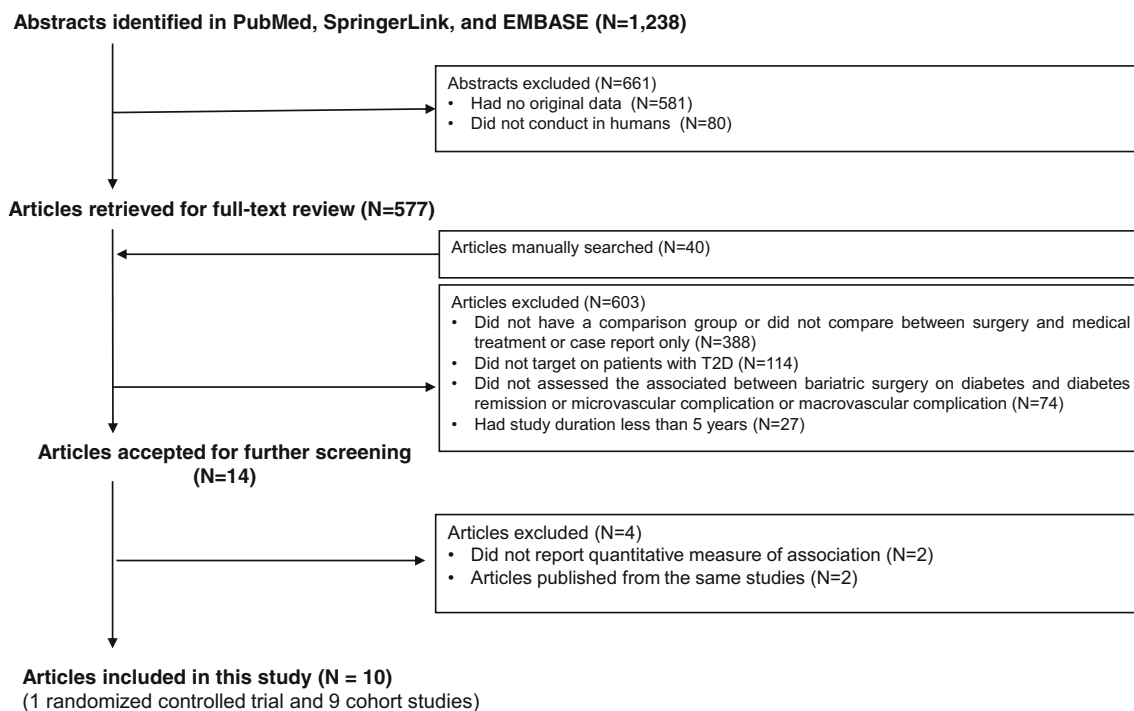 Abstracts identified in PubMed, SpringerLink, and EMBASE (N=1,238)
Abstracts excluded (N=661)
• Had no original data (N=581)
• Did not conduct in humans (N=80)
Articles retrieved for full-text review (N=577)
Articles manually searched (N=40)
Articles excluded (N=603)
• Did not have a comparison group or did not compare between surgery and medical
treatment or case report only (N=388)
• Did not target on patients with T2D (N=114)
• Did not assessed the associated between bariatric surgery on diabetes and diabetes
remission or microvascular complication or macrovascular complication (N=74)
• Had study duration less than 5 years (N=27)
Articles accepted for further screening
(N=14)
Articles excluded (N=4)
• Did not report quantitative measure of association (N=2)
• Articles published from the same studies (N=2)
Articles included in this study (N = 10)
(1 randomized controlled trial and 9 cohort studies)